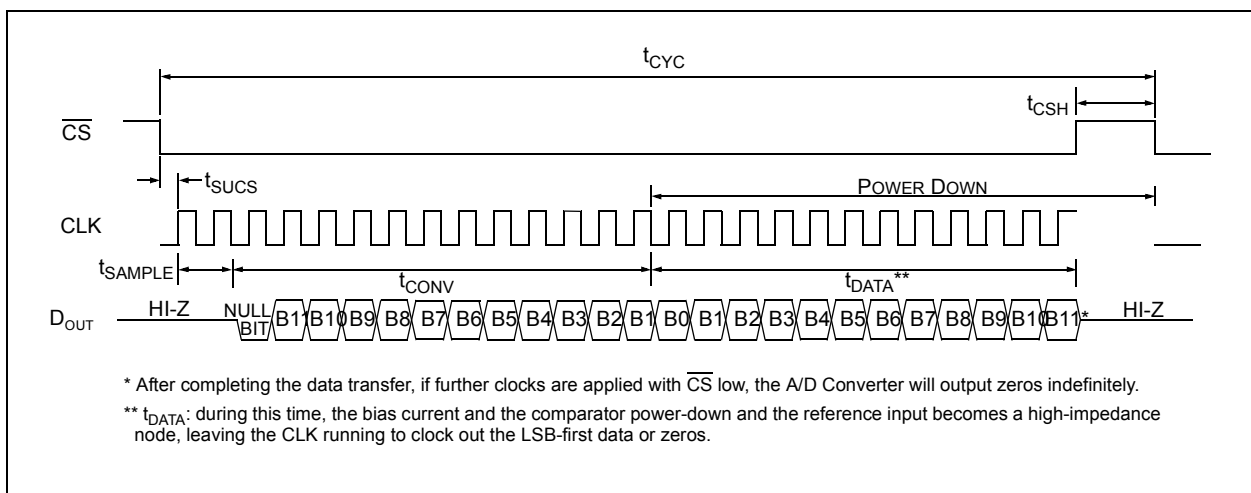 tCYC
tCSH
CS
tSUCS
POWER DOWN
CLK
tSAMPLE
tCONV
tDATA**
DOUT
HI-Z
NULL BIT
B11 B10 B9 B8 B7 B6 B5 B4 B3 B2 B1 B0 B1 B2 B3 B4 B5 B6 B7 B8 B9 B10 B11*
HI-Z
* After completing the data transfer, if further clocks are applied with CS low, the A/D Converter will output zeros indefinitely.
** tDATA: during this time, the bias current and the comparator power-down and the reference input becomes a high-impedance
node, leaving the CLK running to clock out the LSB-first data or zeros.